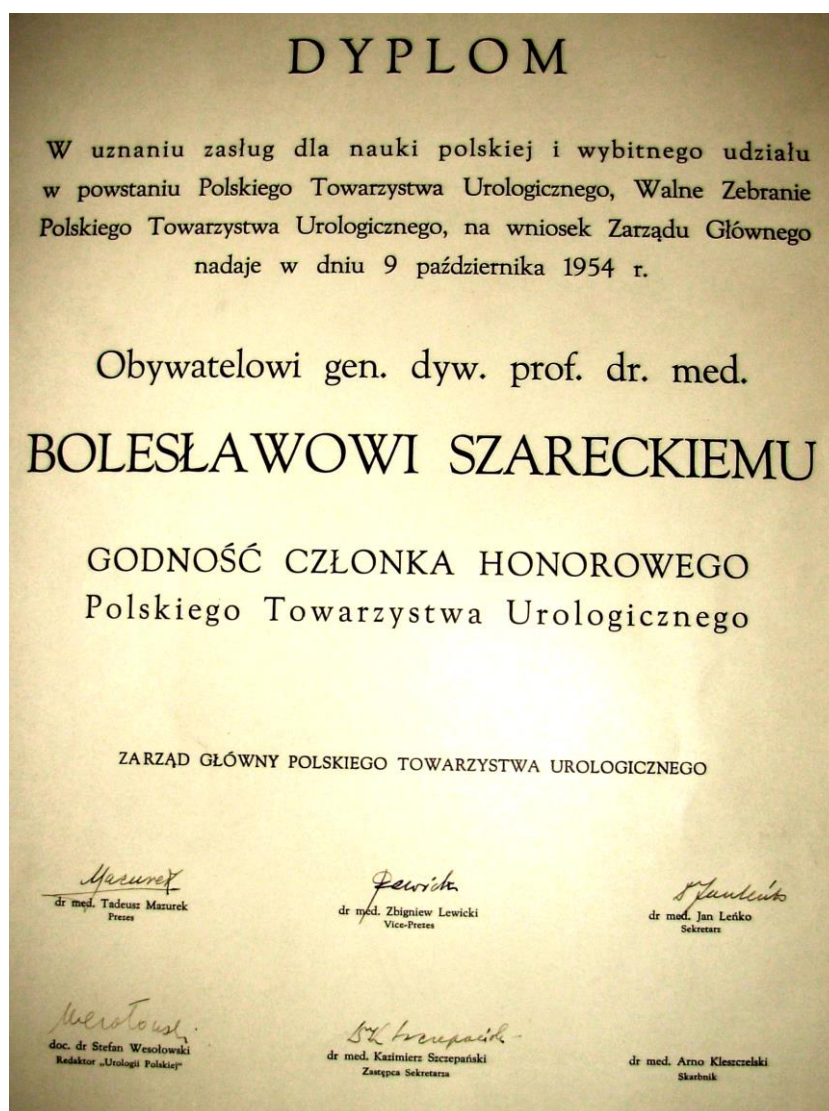 DYPLOM
W uznaniu zasług dla nauki polskiej i wybitnego udziału
w powstaniu Polskiego Towarzystwa Urologicznego, Walne Zebranie
Polskiego Towarzystwa Urologicznego, na wniosek Zarządu Głównego
nadaje w dniu 9 października 1954 r.
Obywatelowi gen. dyw. prof. dr. med.
BOLESŁAWOWI SZARECKIEMU
GODNOŚĆ CZŁONKA HONOROWEGO
Polskiego Towarzystwa Urologicznego
ZARZĄD GŁÓWNY POLSKIEGO TOWARZYSTWA UROLOGICZNEGO
Mazurek
dr med. Tadeusz Mazurek
Prezes
Lewicki
dr med. Zbigniew Lewicki
Vice-Prezes
dr med. Jan Leńko
Sekretarz
Wesołowski
doc. dr Stefan Wesołowski
Redaktor „Urologii Polskiej"
dr med. Kazimierz Szczepański
Zastępca Sekretarza
dr med. Arno Kleszczelski
Skarbnik